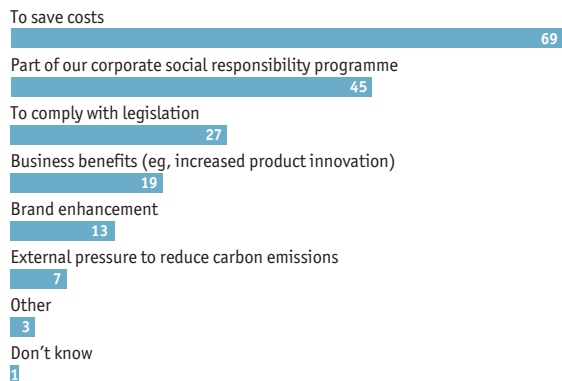 To save costs
69
Part of our corporate social responsibility programme
45
To comply with legislation
27
Business benefits (eg, increased product innovation)
19
Brand enhancement
13
External pressure to reduce carbon emissions
7
Other
3
Don’t know
1